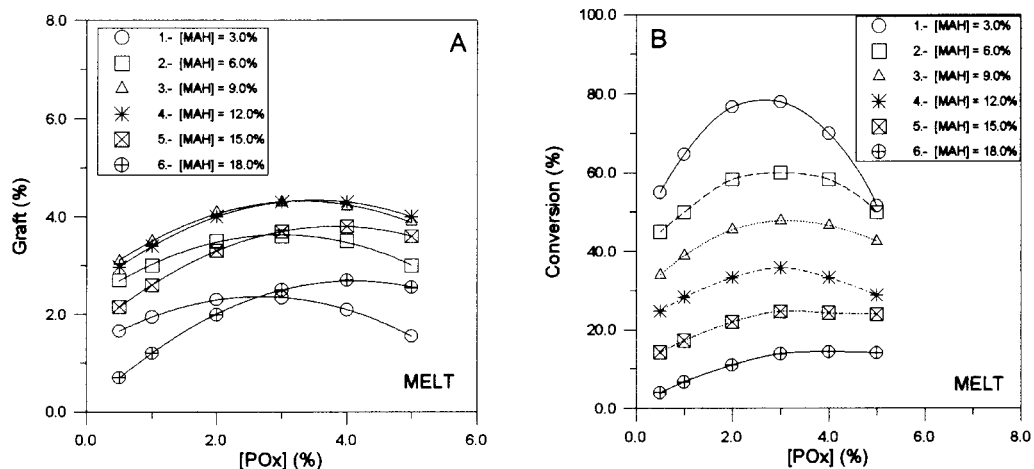 8.0
6.0
4.0
2.0
0.0
Graft (%)
1.- [MAH] = 3.0%
2.- [MAH] = 6.0%
3.- [MAH] = 9.0%
4.- [MAH] = 12.0%
5.- [MAH] = 15.0%
6.- [MAH] = 18.0%
A
MELT
0.0 2.0 4.0 6.0
[POx] (%)
100.0
80.0
60.0
40.0
20.0
0.0
Conversion (%)
B
1.- [MAH] = 3.0%
2.- [MAH] = 6.0%
3.- [MAH] = 9.0%
4.- [MAH] = 12.0%
5.- [MAH] = 15.0%
6.- [MAH] = 18.0%
MELT
0.0 2.0 4.0 6.0 8.0
[POx] (%)